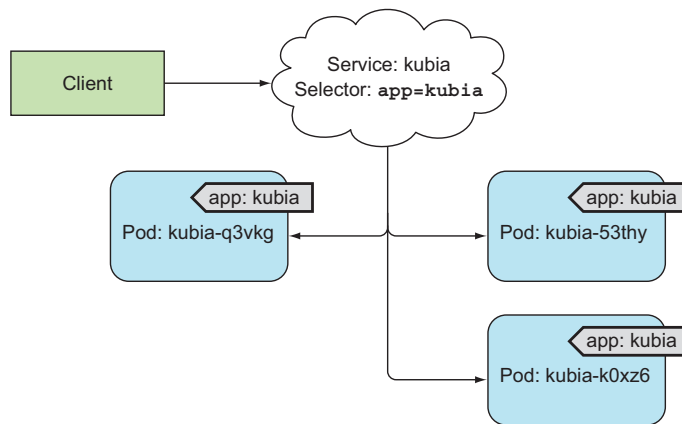 Client
Service: kubia
Selector: app=kubia
app: kubia
Pod: kubia-q3vkg
app: kubia
Pod: kubia-53thy
app: kubia
Pod: kubia-k0xz6